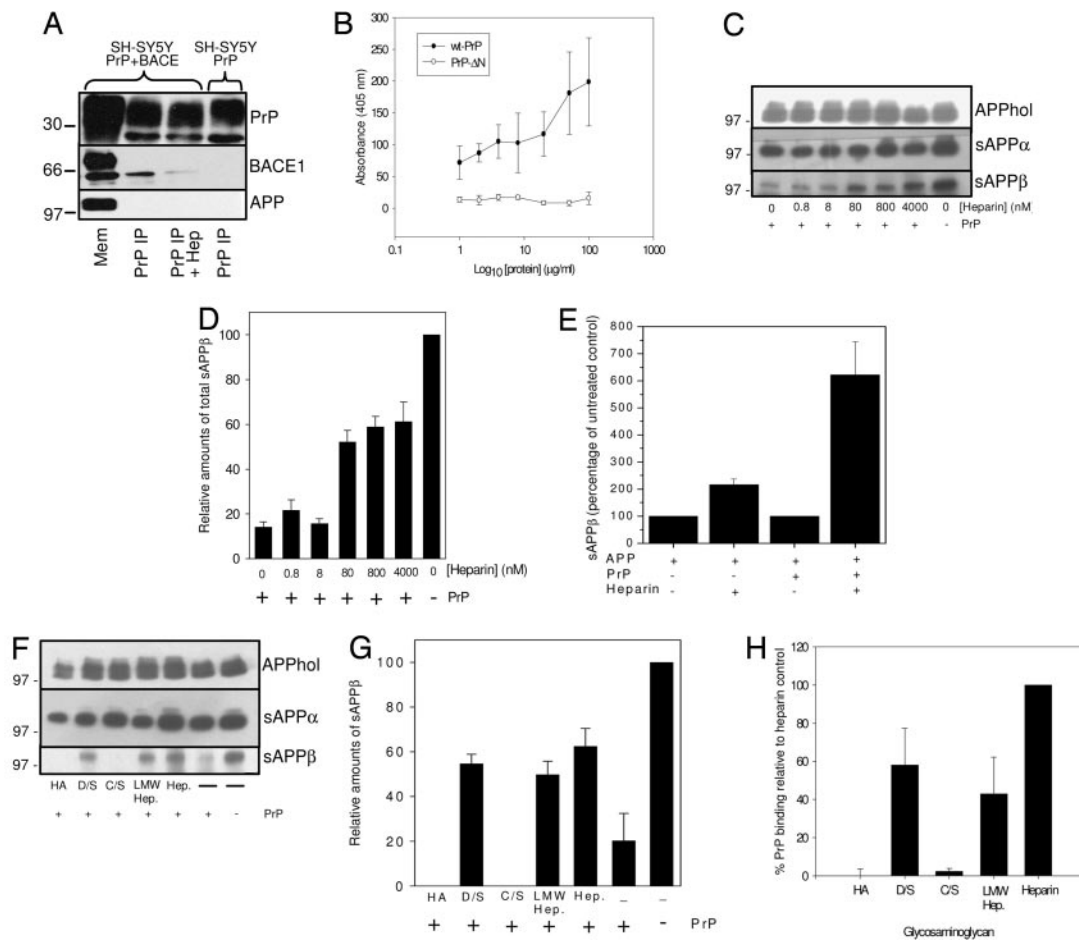 A
SH-SY5Y
PrP+BACE
SH-SY5Y
PrP
30
PrP
66
BACE1
97
APP
Mem
PrP IP
PrP IP
+ Hep
PrP IP
B
Absorbance (405 nm)
400
350
300
250
200
150
100
50
0
wt-PrP
PrP-ΔN
0.1 1 10 100 1000
Log10 [protein] (μg/ml)
C
97 - APPhol
97 - sAPPα
97 - sAPPβ
0 0.8 8 80 800 4000 0 [Heparin] (nM
+ + + + + + - PrP
D
Relative amounts of total sAPPβ
100
80
60
40
20
0
0 0.8 8 80 800 4000 0 [Heparin] (nM)
+ + + + + + - PrP
E
sAPPβ (percentage of untreated control)
800
700
600
500
400
300
200
100
0
APP + + + +
PrP - - + +
Heparin - + - +
F
97 - APPhol
97 - sAPPα
97 - sAPPβ
HA D/S C/S LMW Hep. — —
Hep.
+ + + + + + - PrP
G
Relative amounts of sAPPβ
100
80
60
40
20
0
HA D/S C/S LMW Hep. – –
Hep.
+ + + + + + - PrP
H
% PrP binding relative to heparin control
120
100
80
60
40
20
0
HA D/S C/S LMW Heparin
Hep.
Glycosaminoglycan